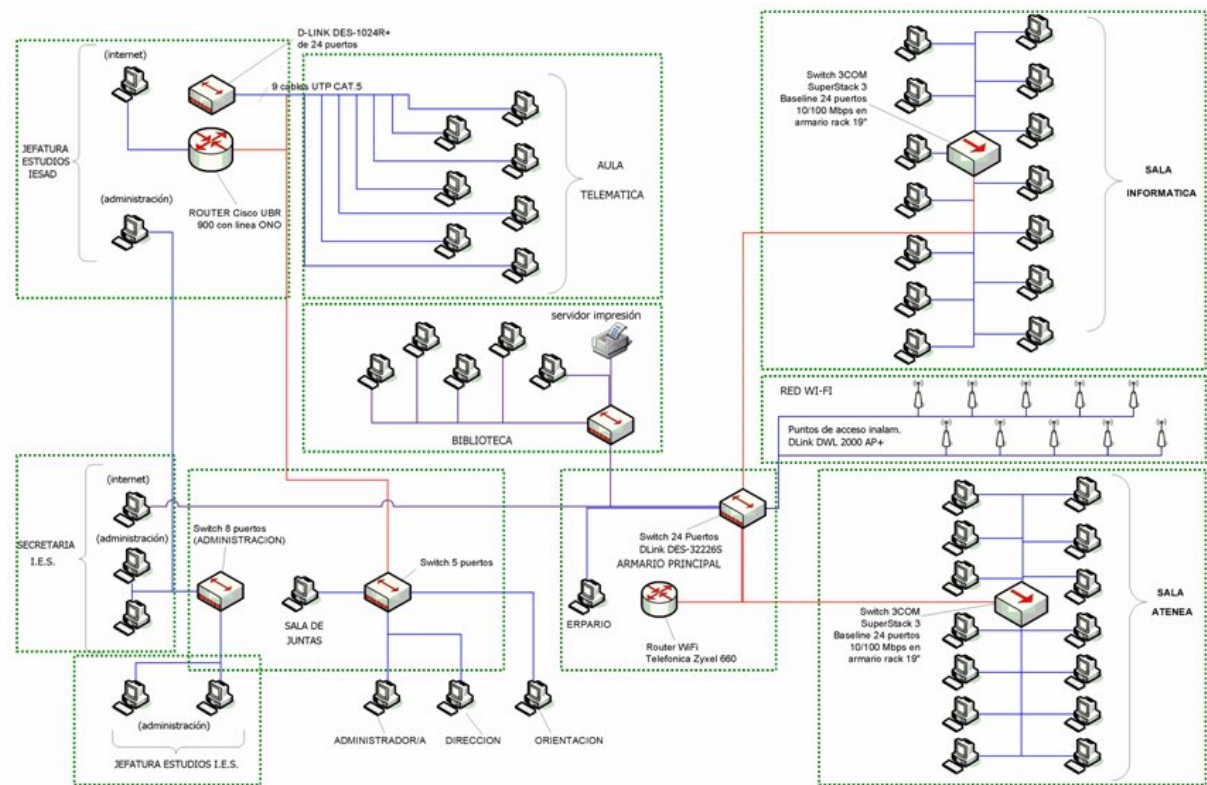 D-LINK DES-1024R+
de 24 puertos
(internet)
9 cables UTP CAT.5
JEFATURA
ESTUDIOS
IESAD
(administración)
ROUTER Cisco UBR
900 con linea ONO
AULA
TELEMATICA
Switch 3COM
SuperStack 3
Baseline 24 puertos
10/100 Mbps en
armario rack 19"
SALA
INFORMATICA
servidor impresión
BIBLIOTECA
RED WI-FI
Puntos de acceso inalam.
DLink DWL 2000 AP+
(internet)
(administración)
SECRETARIA
I.E.S.
Switch 8 puertos
(ADMINISTRACION)
Switch 5 puertos
SALA DE
JUNTAS
Switch 24 Puertos
DLink DES-32226S
ARMARIO PRINCIPAL
ERPARIO
Router WiFi
Telefonica Zyxel 660
Switch 3COM
SuperStack 3
Baseline 24 puertos
10/100 Mbps en
armario rack 19"
SALA
ATENEA
(administración)
JEFATURA ESTUDIOS I.E.S.
ADMINISTRADOR/A
DIRECCION
ORIENTACION